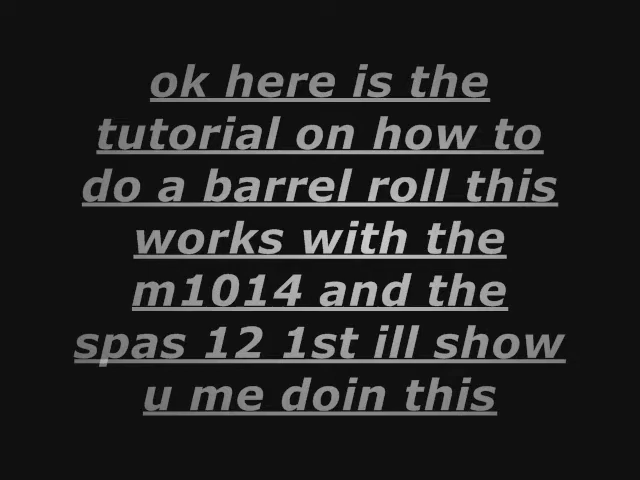 ok here is the
tutorial on how to
do a barrel roll this
works with the
m1014 and the
spas 12 1st ill show
u me doin this